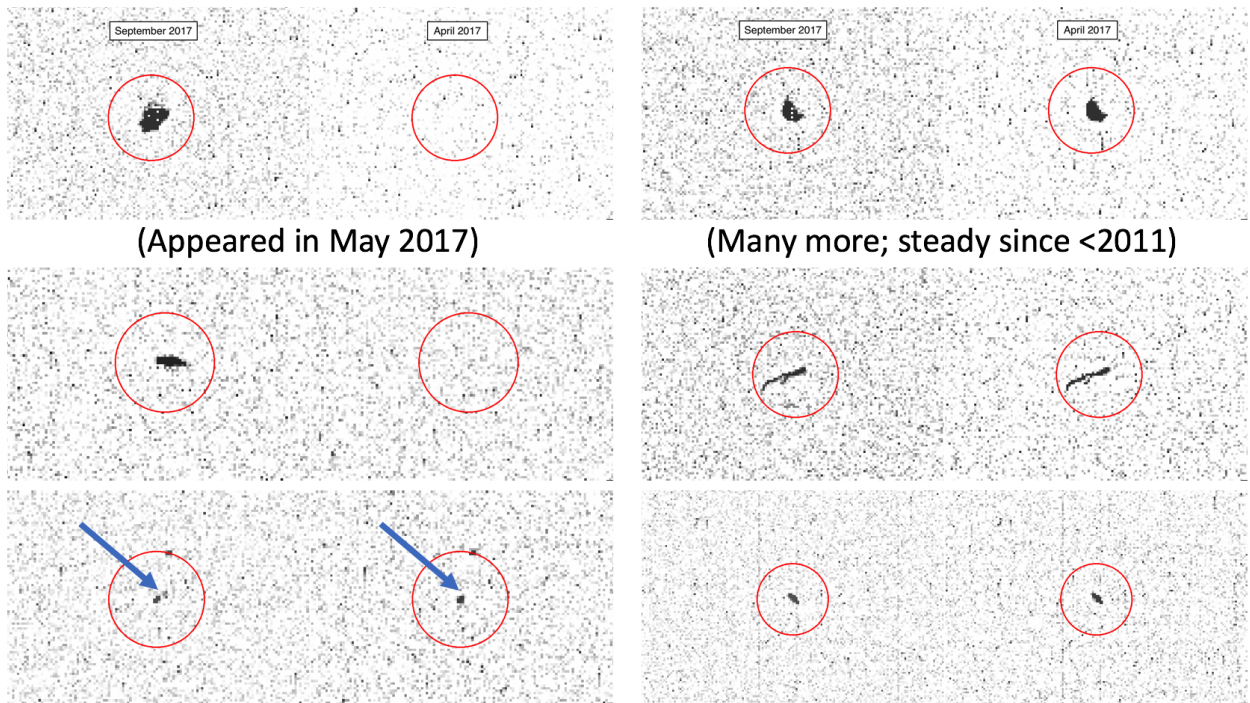 September 2017
April 2017
September 2017
April 2017
(Appeared in May 2017)
(Many more; steady since <2011)